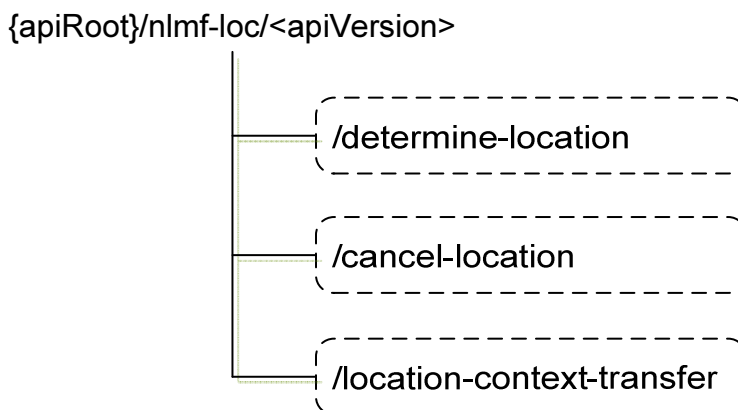 {apiRoot}/nlmf-loc/<apiVersion>
/determine-location
/cancel-location
/location-context-transfer